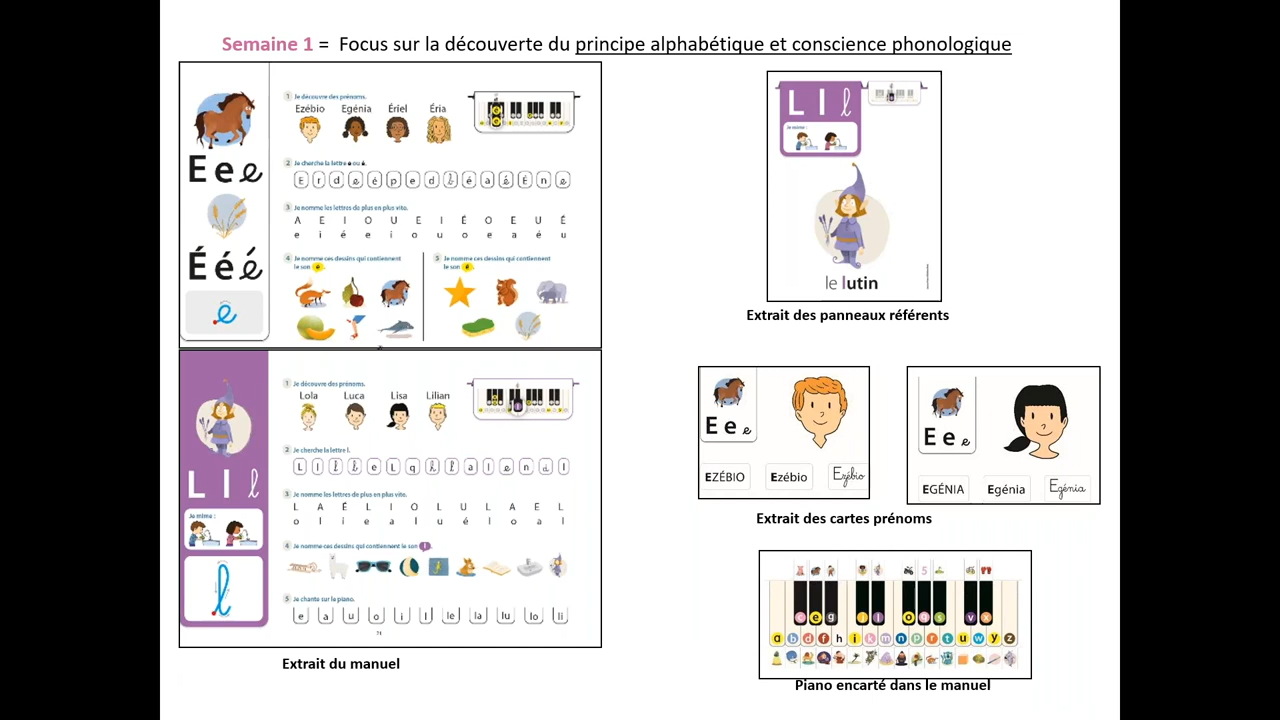 Semaine 1 = Focus sur la découverte du principe alphabétique et conscience phonologique
E e e
É é é
e
1 Je découvre des prénoms.
Ezébio Egénia Ériel Éria
2 Je cherche la lettre e ou é.
E r d e é p e d l é a é É n e
3 Je nomme les lettres de plus en plus vite.
A E I O U E I É O E U É
e i é e i o u o e a é u
4 Je nomme ces dessins qui contiennent
le son e.
5 Je nomme ces dessins qui contiennent
le son é.
L l l
Je mime :
l
1 Je découvre des prénoms.
Lola Luca Lisa Lilian
2 Je cherche la lettre l.
L l l l e L q l l a l e n d l
3 Je nomme les lettres de plus en plus vite.
L A É L I O L U L A E L
o l i e a l u é l o a l
4 Je nomme ces dessins qui contiennent le son l.
5 Je chante sur le piano.
e a u o i l le la lu lo li
Extrait du manuel
L l l
Je mime :
le lutin
Extrait des panneaux référents
E e e
EZÉBIO Ezébio Ezébio
E e e
EGÉNIA Egénia Egénia
Extrait des cartes prénoms
c e g j l o q s v x
a b d f h i k m n p r t u w y z
Piano encarté dans le manuel